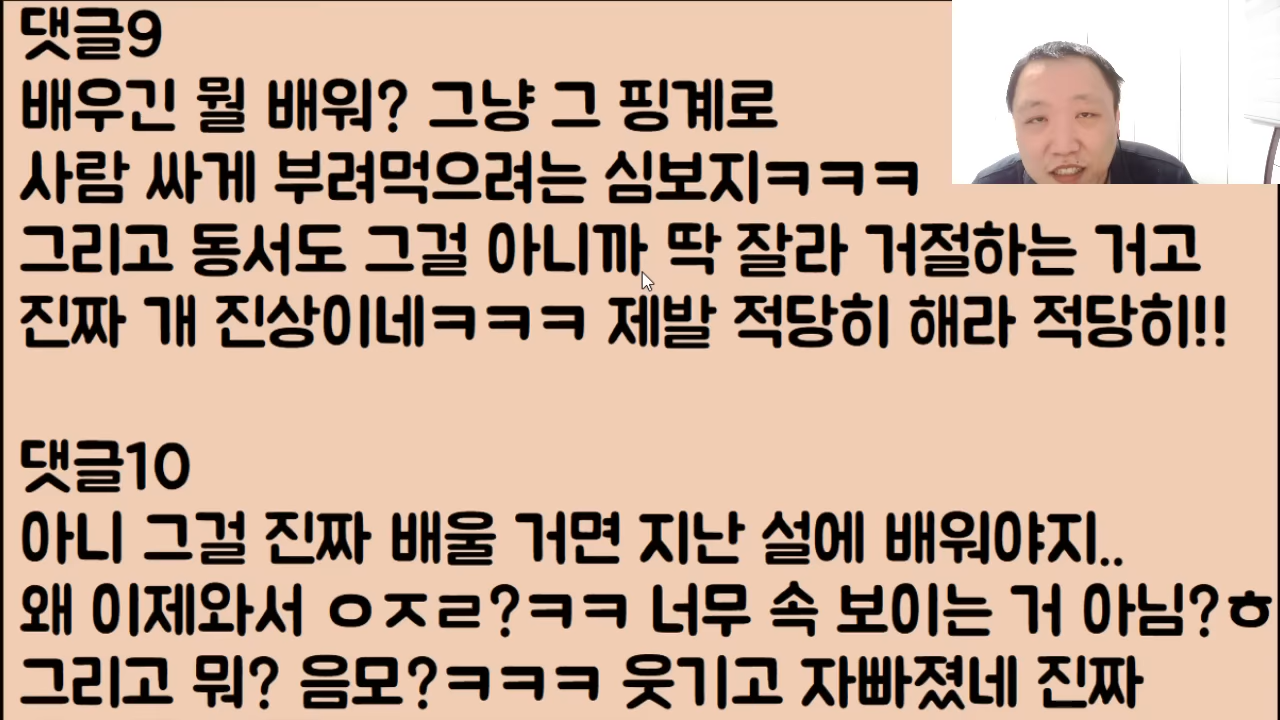 댓글9
배우긴 뭘 배워? 그냥 그 핑계로
사람 싸게 부려먹으려는 심보지ㅋㅋㅋ
그리고 동서도 그걸 아니까 딱 잘라 거절하는 거고
진짜 개 진상이네ㅋㅋㅋ 제발 적당히 해라 적당히!!
댓글10
아니 그걸 진짜 배울 거면 지난 설에 배워야지..
왜 이제와서 ㅇㅈㄹ?ㅋㅋ 너무 속 보이는 거 아님?ㅎ
그리고 뭐? 음모?ㅋㅋㅋ 웃기고 자빠졌네 진짜